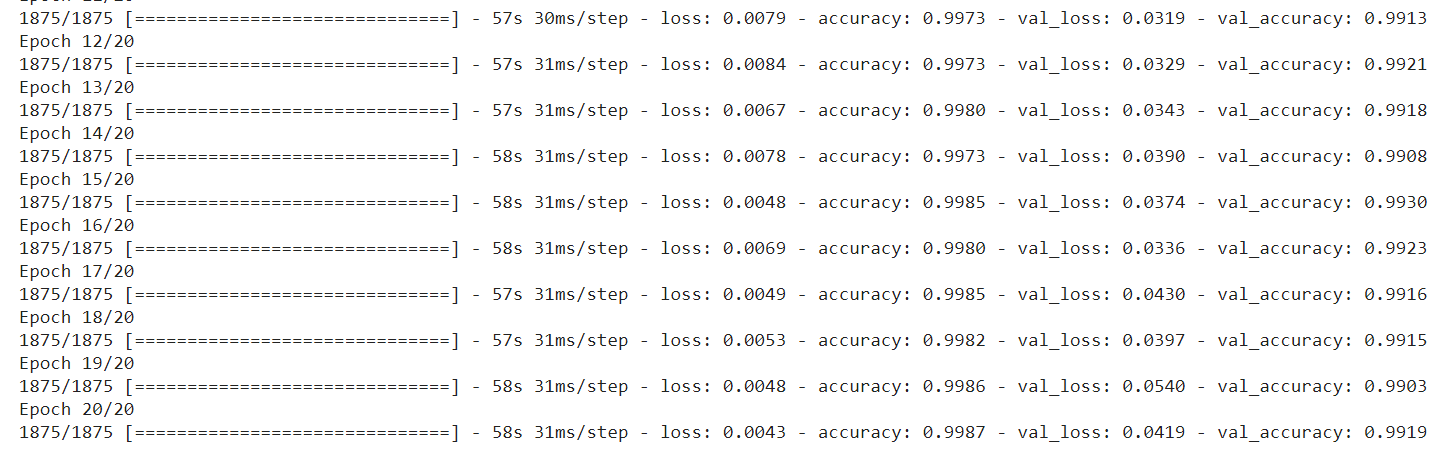 1875/1875 [==============================] - 57s 30ms/step - loss: 0.0079 - accuracy: 0.9973 - val_loss: 0.0319 - val_accuracy: 0.9913
Epoch 12/20
1875/1875 [==============================] - 57s 31ms/step - loss: 0.0084 - accuracy: 0.9973 - val_loss: 0.0329 - val_accuracy: 0.9921
Epoch 13/20
1875/1875 [==============================] - 57s 31ms/step - loss: 0.0067 - accuracy: 0.9980 - val_loss: 0.0343 - val_accuracy: 0.9918
Epoch 14/20
1875/1875 [==============================] - 58s 31ms/step - loss: 0.0078 - accuracy: 0.9973 - val_loss: 0.0390 - val_accuracy: 0.9908
Epoch 15/20
1875/1875 [==============================] - 58s 31ms/step - loss: 0.0048 - accuracy: 0.9985 - val_loss: 0.0374 - val_accuracy: 0.9930
Epoch 16/20
1875/1875 [==============================] - 58s 31ms/step - loss: 0.0069 - accuracy: 0.9980 - val_loss: 0.0336 - val_accuracy: 0.9923
Epoch 17/20
1875/1875 [==============================] - 57s 31ms/step - loss: 0.0049 - accuracy: 0.9985 - val_loss: 0.0430 - val_accuracy: 0.9916
Epoch 18/20
1875/1875 [==============================] - 57s 31ms/step - loss: 0.0053 - accuracy: 0.9982 - val_loss: 0.0397 - val_accuracy: 0.9915
Epoch 19/20
1875/1875 [==============================] - 58s 31ms/step - loss: 0.0048 - accuracy: 0.9986 - val_loss: 0.0540 - val_accuracy: 0.9903
Epoch 20/20
1875/1875 [==============================] - 58s 31ms/step - loss: 0.0043 - accuracy: 0.9987 - val_loss: 0.0419 - val_accuracy: 0.9919